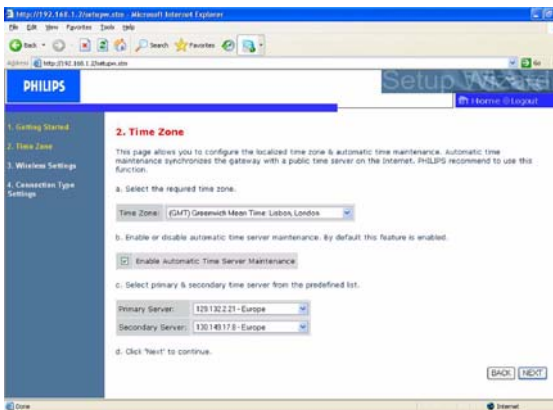 http://192.168.1.2/setupw.stm - Microsoft Internet Explorer
File Edit View Favorites Tools Help
Back Search Favorites
Address http://192.168.1.2/setupw.stm Go
PHILIPS
Setup Wizard
Home Logout
1. Getting Started
2. Time Zone
3. Wireless Settings
4. Connection Type Settings
2. Time Zone
This page allows you to configure the localized time zone & automatic time maintenance. Automatic time
maintenance synchronizes the gateway with a public time server on the Internet. PHILIPS recommend to use this
function.
a. Select the required time zone.
Time Zone: (GMT) Greenwich Mean Time: Lisbon, London
b. Enable or disable automatic time server maintenance. By default this feature is enabled.
Enable Automatic Time Server Maintenance
c. Select primary & secondary time server from the predefined list.
Primary Server: 129.132.2.21 - Europe
Secondary Server: 130.149.17.8 - Europe
d. Click 'Next' to continue.
BACK NEXT
Done Internet